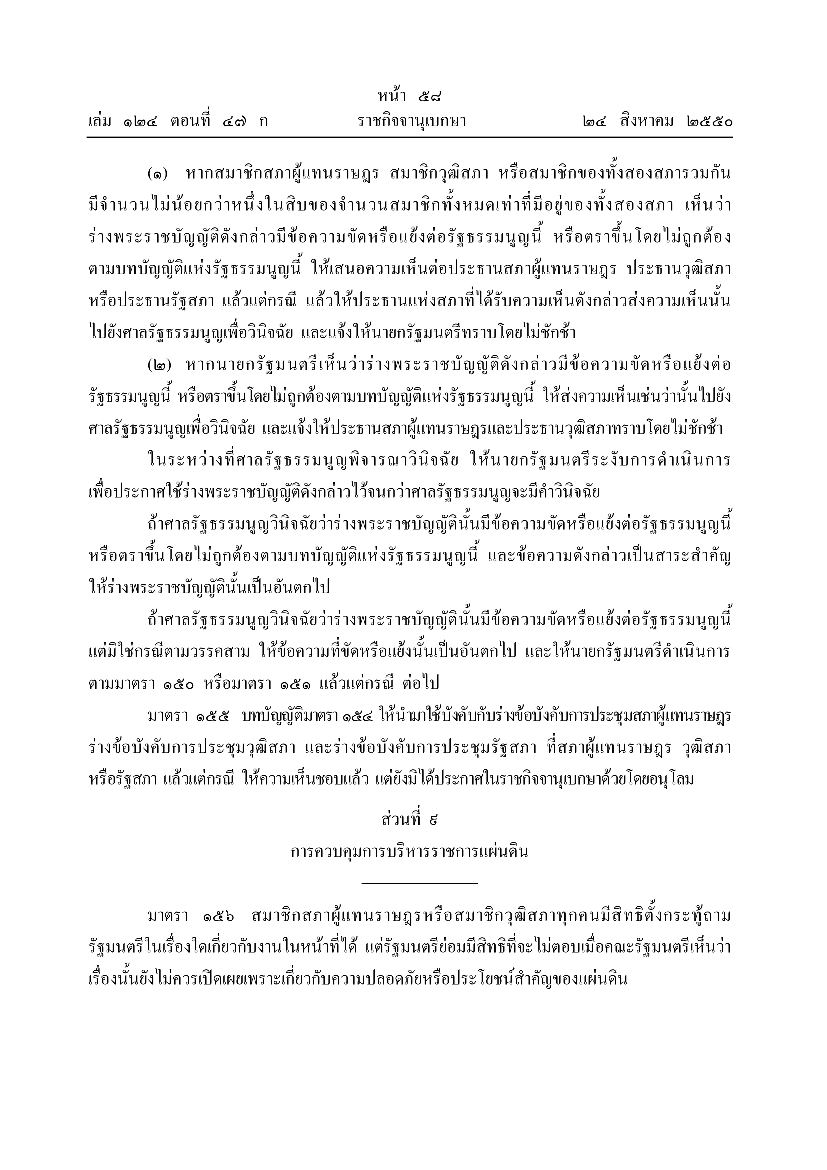 หน้า ๕๘
เล่ม ๑๒๔ ตอนที่ ๔๗ ก ราชกิจจานุเบกษา ๒๔ สิงหาคม ๒๕๕๐
(๑) หากสมาชิกสภาผู้แทนราษฎร สมาชิกวุฒิสภา หรือสมาชิกของทั้งสองสภารวมกัน
มีจำนวนไม่น้อยกว่าหนึ่งในสิบของจำนวนสมาชิกทั้งหมดเท่าที่มีอยู่ของทั้งสองสภา เห็นว่า
ร่างพระราชบัญญัติดังกล่าวมีข้อความขัดหรือแย้งต่อรัฐธรรมนูญนี้ หรือตราขึ้นโดยไม่ถูกต้อง
ตามบทบัญญัติแห่งรัฐธรรมนูญนี้ ให้เสนอความเห็นต่อประธานสภาผู้แทนราษฎร ประธานวุฒิสภา
หรือประธานรัฐสภา แล้วแต่กรณี แล้วให้ประธานแห่งสภาที่ได้รับความเห็นดังกล่าวส่งความเห็นนั้น
ไปยังศาลรัฐธรรมนูญเพื่อวินิจฉัย และแจ้งให้นายกรัฐมนตรีทราบโดยไม่ชักช้า
(๒) หากนายกรัฐมนตรีเห็นว่าร่างพระราชบัญญัติดังกล่าวมีข้อความขัดหรือแย้งต่อ
รัฐธรรมนูญนี้ หรือตราขึ้นโดยไม่ถูกต้องตามบทบัญญัติแห่งรัฐธรรมนูญนี้ ให้ส่งความเห็นเช่นว่านั้นไปยัง
ศาลรัฐธรรมนูญเพื่อวินิจฉัย และแจ้งให้ประธานสภาผู้แทนราษฎรและประธานวุฒิสภาทราบโดยไม่ชักช้า
ในระหว่างที่ศาลรัฐธรรมนูญพิจารณาวินิจฉัย ให้นายกรัฐมนตรีระงับการดำเนินการ
เพื่อประกาศใช้ร่างพระราชบัญญัติดังกล่าวไว้จนกว่าศาลรัฐธรรมนูญจะมีคำวินิจฉัย
ถ้าศาลรัฐธรรมนูญวินิจฉัยว่าร่างพระราชบัญญัตินั้นมีข้อความขัดหรือแย้งต่อรัฐธรรมนูญนี้
หรือตราขึ้นโดยไม่ถูกต้องตามบทบัญญัติแห่งรัฐธรรมนูญนี้ และข้อความดังกล่าวเป็นสาระสำคัญ
ให้ร่างพระราชบัญญัตินั้นเป็นอันตกไป
ถ้าศาลรัฐธรรมนูญวินิจฉัยว่าร่างพระราชบัญญัตินั้นมีข้อความขัดหรือแย้งต่อรัฐธรรมนูญนี้
แต่มิใช่กรณีตามวรรคสาม ให้ข้อความที่ขัดหรือแย้งนั้นเป็นอันตกไป และให้นายกรัฐมนตรีดำเนินการ
ตามมาตรา ๑๕๐ หรือมาตรา ๑๕๑ แล้วแต่กรณี ต่อไป
มาตรา ๑๕๕ บทบัญญัติมาตรา ๑๕๔ ให้นำมาใช้บังคับกับร่างข้อบังคับการประชุมสภาผู้แทนราษฎร
ร่างข้อบังคับการประชุมวุฒิสภา และร่างข้อบังคับการประชุมรัฐสภา ที่สภาผู้แทนราษฎร วุฒิสภา
หรือรัฐสภา แล้วแต่กรณี ให้ความเห็นชอบแล้ว แต่ยังมิได้ประกาศในราชกิจจานุเบกษาด้วยโดยอนุโลม
ส่วนที่ ๙
การควบคุมการบริหารราชการแผ่นดิน
มาตรา ๑๕๖ สมาชิกสภาผู้แทนราษฎรหรือสมาชิกวุฒิสภาทุกคนมีสิทธิตั้งกระทู้ถาม
รัฐมนตรีในเรื่องใดเกี่ยวกับงานในหน้าที่ได้ แต่รัฐมนตรีย่อมมีสิทธิที่จะไม่ตอบเมื่อคณะรัฐมนตรีเห็นว่า
เรื่องนั้นยังไม่ควรเปิดเผยเพราะเกี่ยวกับความปลอดภัยหรือประโยชน์สำคัญของแผ่นดิน